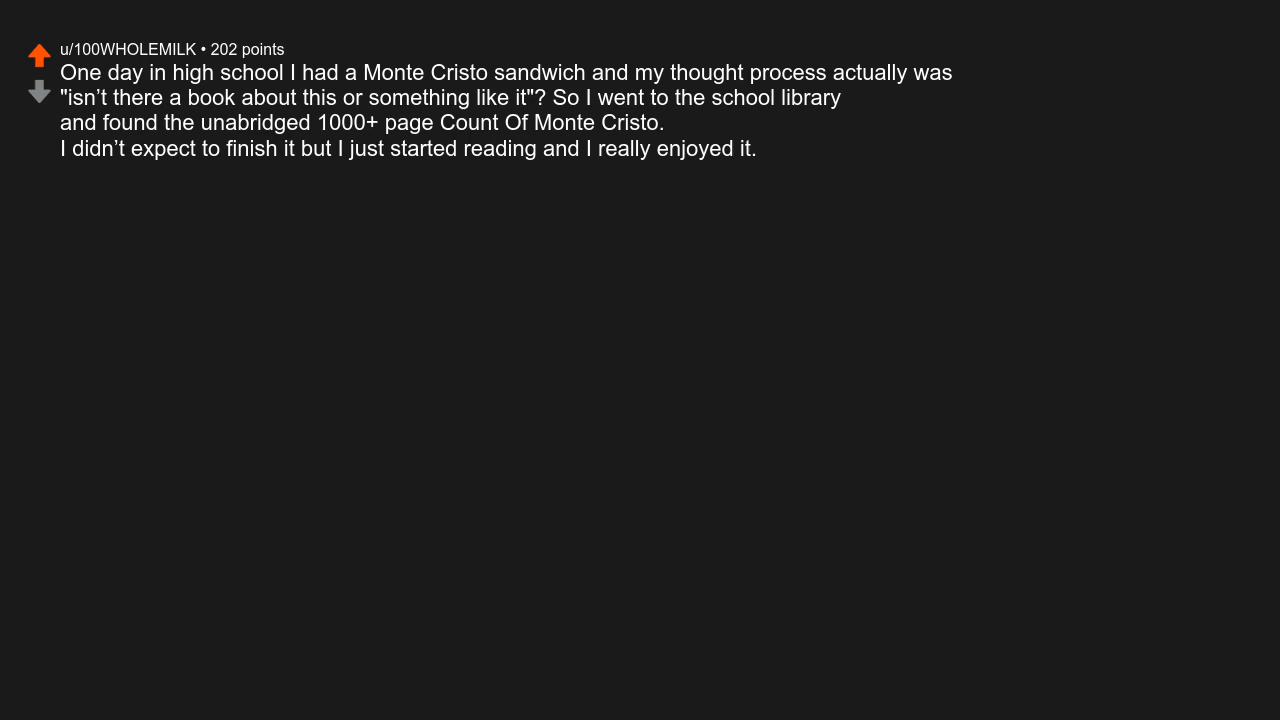 u/100WHOLEMILK • 202 points
One day in high school I had a Monte Cristo sandwich and my thought process actually was
"isn’t there a book about this or something like it"? So I went to the school library
and found the unabridged 1000+ page Count Of Monte Cristo.
I didn’t expect to finish it but I just started reading and I really enjoyed it.